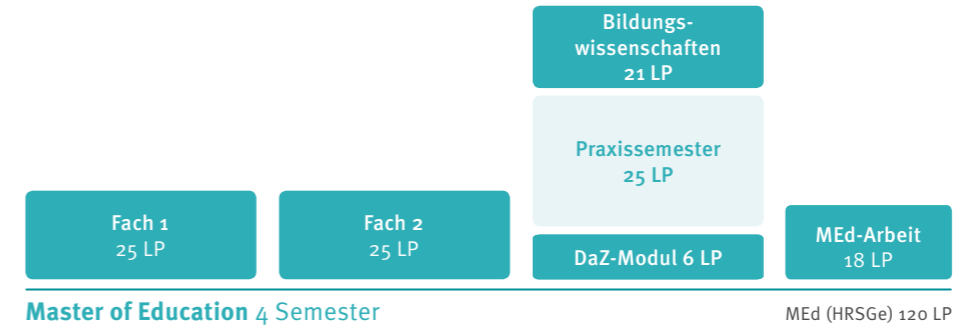 Bildungs-
wissenschaften
21 LP
Praxissemester
25 LP
Fach 1
25 LP
Fach 2
25 LP
DaZ-Modul 6 LP
MEd-Arbeit
18 LP
Master of Education 4 Semester
MEd (HRSGe) 120 LP